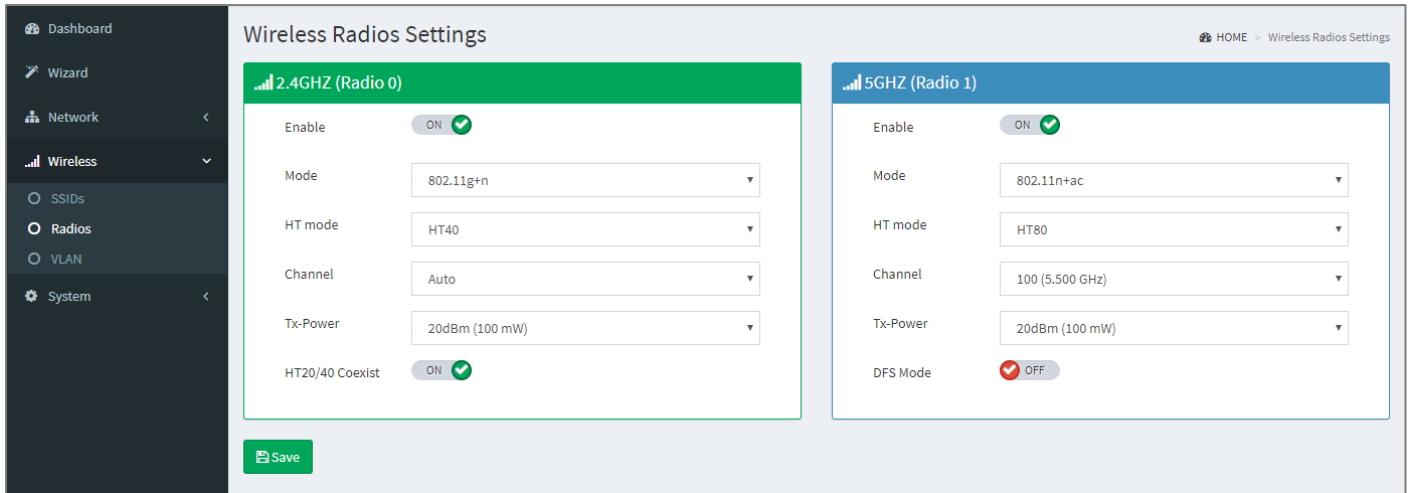 Dashboard
Wizard
Network
Wireless
SSIDs
Radios
VLAN
System
Wireless Radios Settings
HOME > Wireless Radios Settings
2.4GHZ (Radio 0)
Enable ON
Mode 802.11g+n
HT mode HT40
Channel Auto
Tx-Power 20dBm (100 mW)
HT20/40 Coexist ON
5GHZ (Radio 1)
Enable ON
Mode 802.11n+ac
HT mode HT80
Channel 100 (5.500 GHz)
Tx-Power 20dBm (100 mW)
DFS Mode OFF
Save